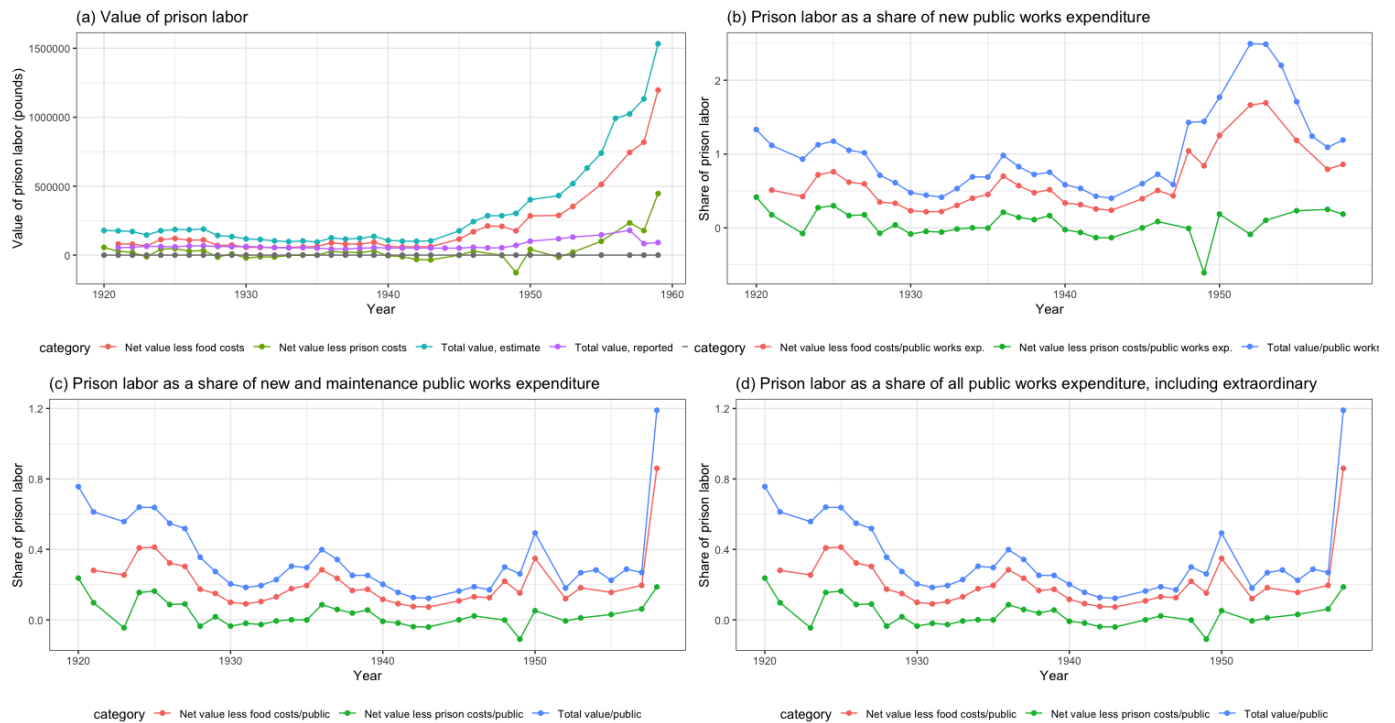 (a) Value of prison labor
Value of prison labor (pounds)
1500000
1000000
500000
0
1920
1930
1940
1950
1960
Year
category
Net value less food costs
Net value less prison costs
Total value, estimate
Total value, reported
(b) Prison labor as a share of new public works expenditure
Share of prison labor
2
1
0
1920
1930
1940
1950
Year
category
Net value less food costs/public works exp.
Net value less prison costs/public works exp.
Total value/public works
(c) Prison labor as a share of new and maintenance public works expenditure
Share of prison labor
1.2
0.8
0.4
0.0
1920
1930
1940
1950
Year
category
Net value less food costs/public
Net value less prison costs/public
Total value/public
(d) Prison labor as a share of all public works expenditure, including extraordinary
Share of prison labor
1.2
0.8
0.4
0.0
1920
1930
1940
1950
Year
category
Net value less food costs/public
Net value less prison costs/public
Total value/public